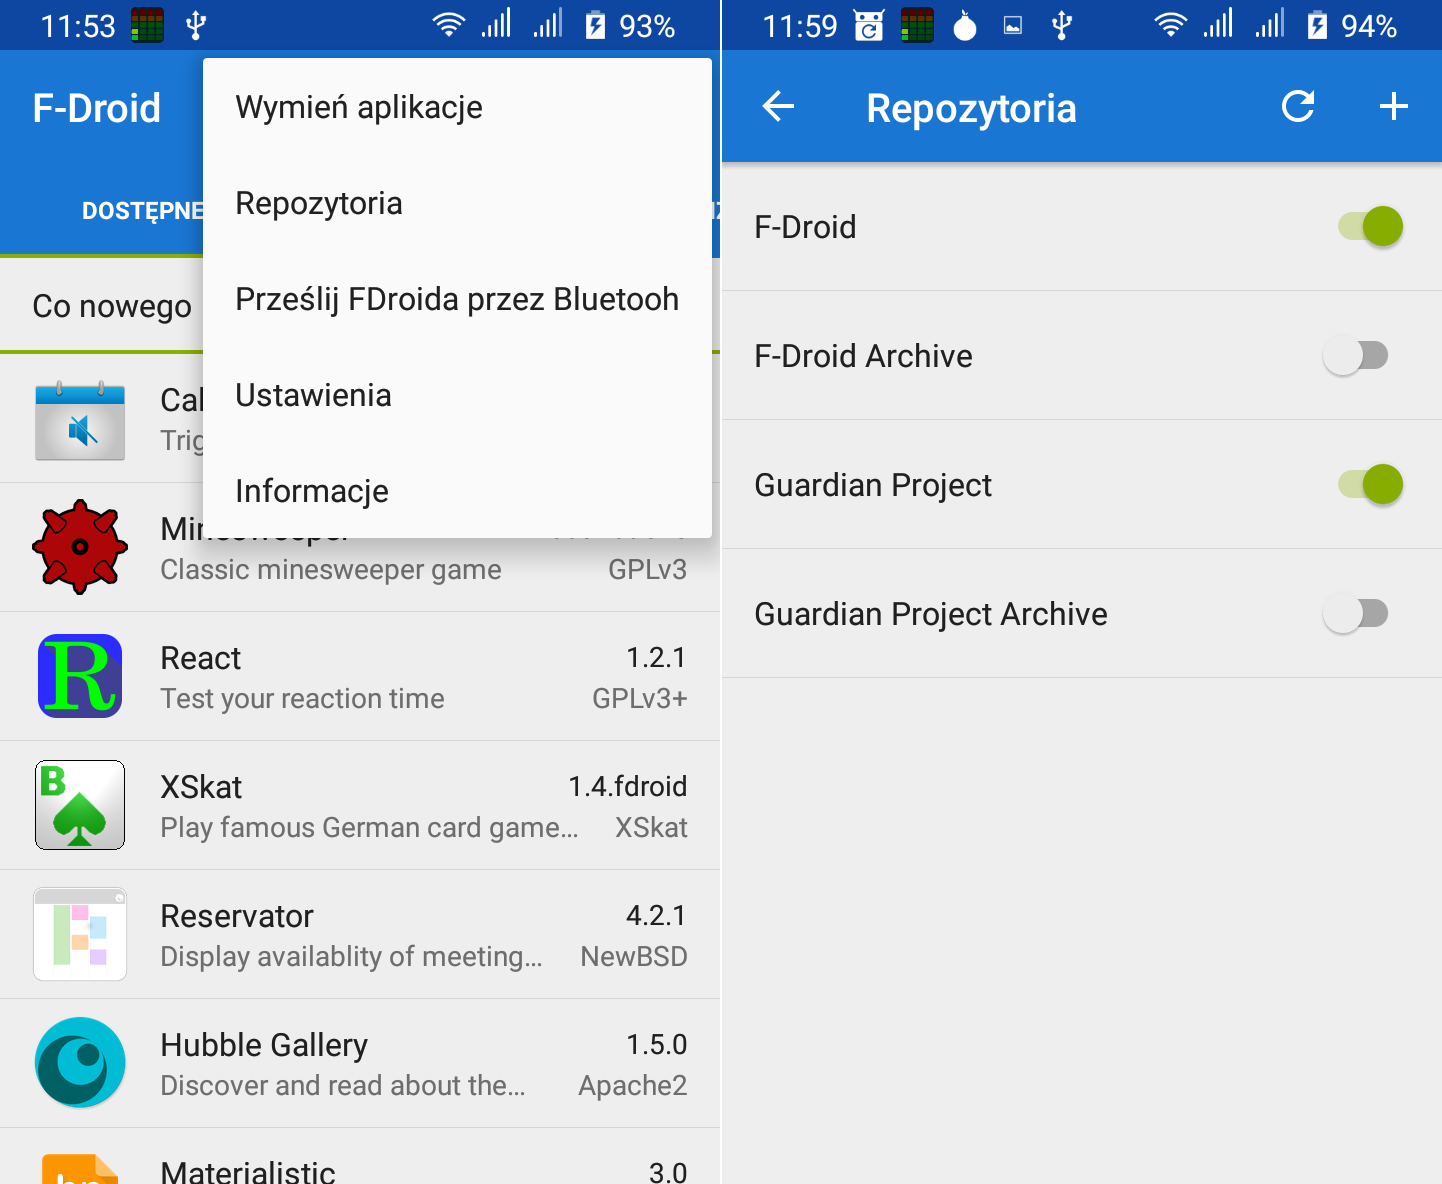 11:53
93%
F-Droid
Wymień aplikacje
Repozytoria
Prześlij FDroida przez Bluetooh
Ustawienia
Informacje
DOSTĘPNE
Co nowego
Cal
Trig
Minesweeper
Classic minesweeper game
GPLv3
React
1.2.1
Test your reaction time
GPLv3+
B
XSkat
1.4.fdroid
Play famous German card game...
XSkat
Reservator
4.2.1
Display availablity of meeting...
NewBSD
Hubble Gallery
1.5.0
Discover and read about the...
Apache2
Materialistic
3.0
11:59
94%
Repozytoria
F-Droid
F-Droid Archive
Guardian Project
Guardian Project Archive